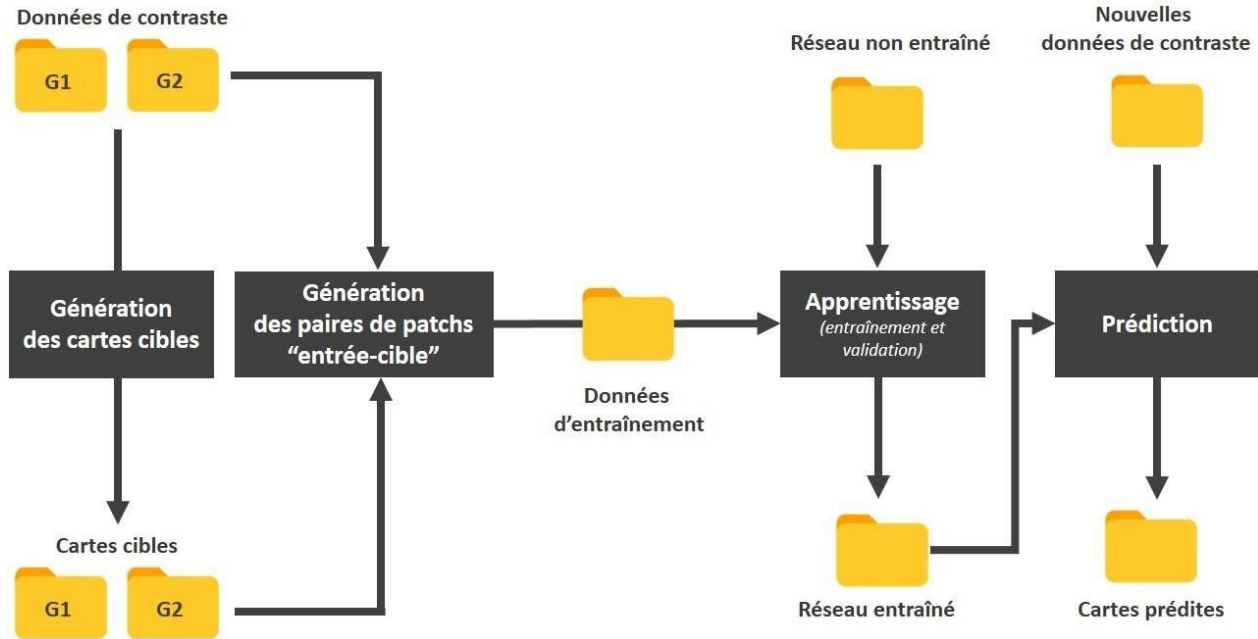 Données de contraste
G1
G2
Génération
des cartes cibles
Cartes cibles
G1
G2
Génération
des paires de patchs
“entrée-cible”
Données
d’entraînement
Réseau non entraîné
Apprentissage
(entraînement et
validation)
Réseau entraîné
Nouvelles
données de contraste
Prédiction
Cartes prédites